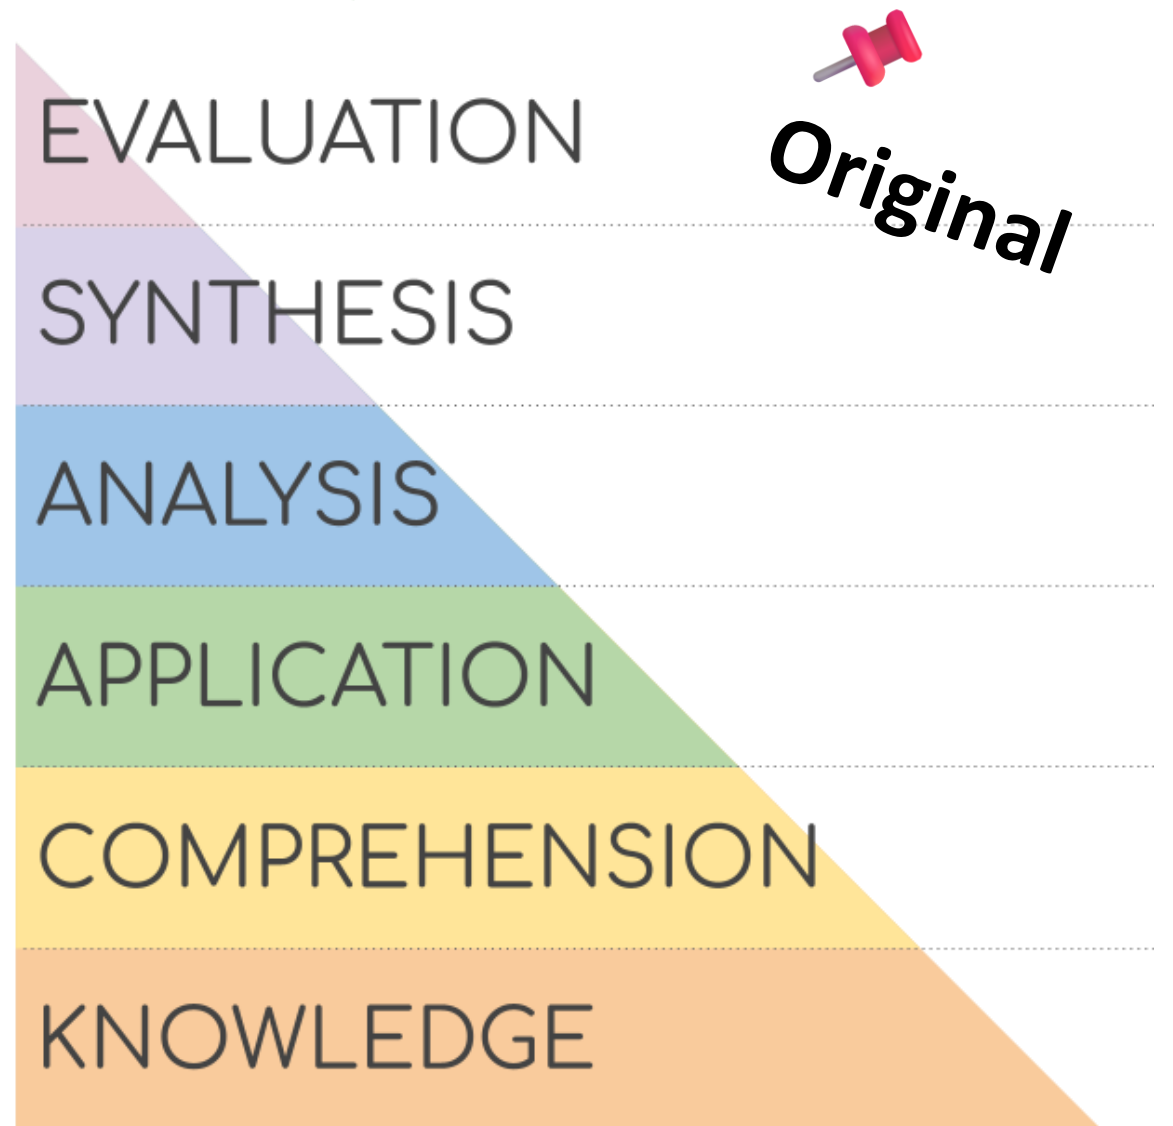 EVALUATION
Original
SYNTHESIS
ANALYSIS
APPLICATION
COMPREHENSION
KNOWLEDGE